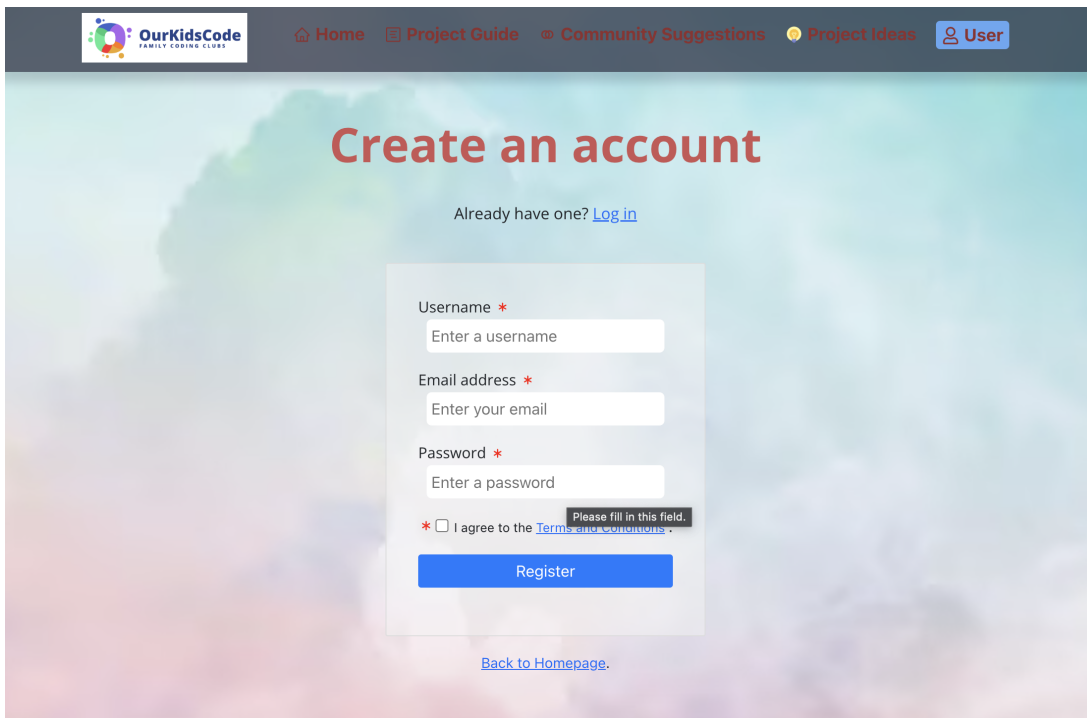 OurKidsCode
FAMILY CODING CLUBS
Home Project Guide Community Suggestions Project Ideas User
Create an account
Already have one? Log in
Username *
Enter a username
Email address *
Enter your email
Password *
Enter a password
Please fill in this field.
* I agree to the Terms and Conditions .
Register
Back to Homepage.